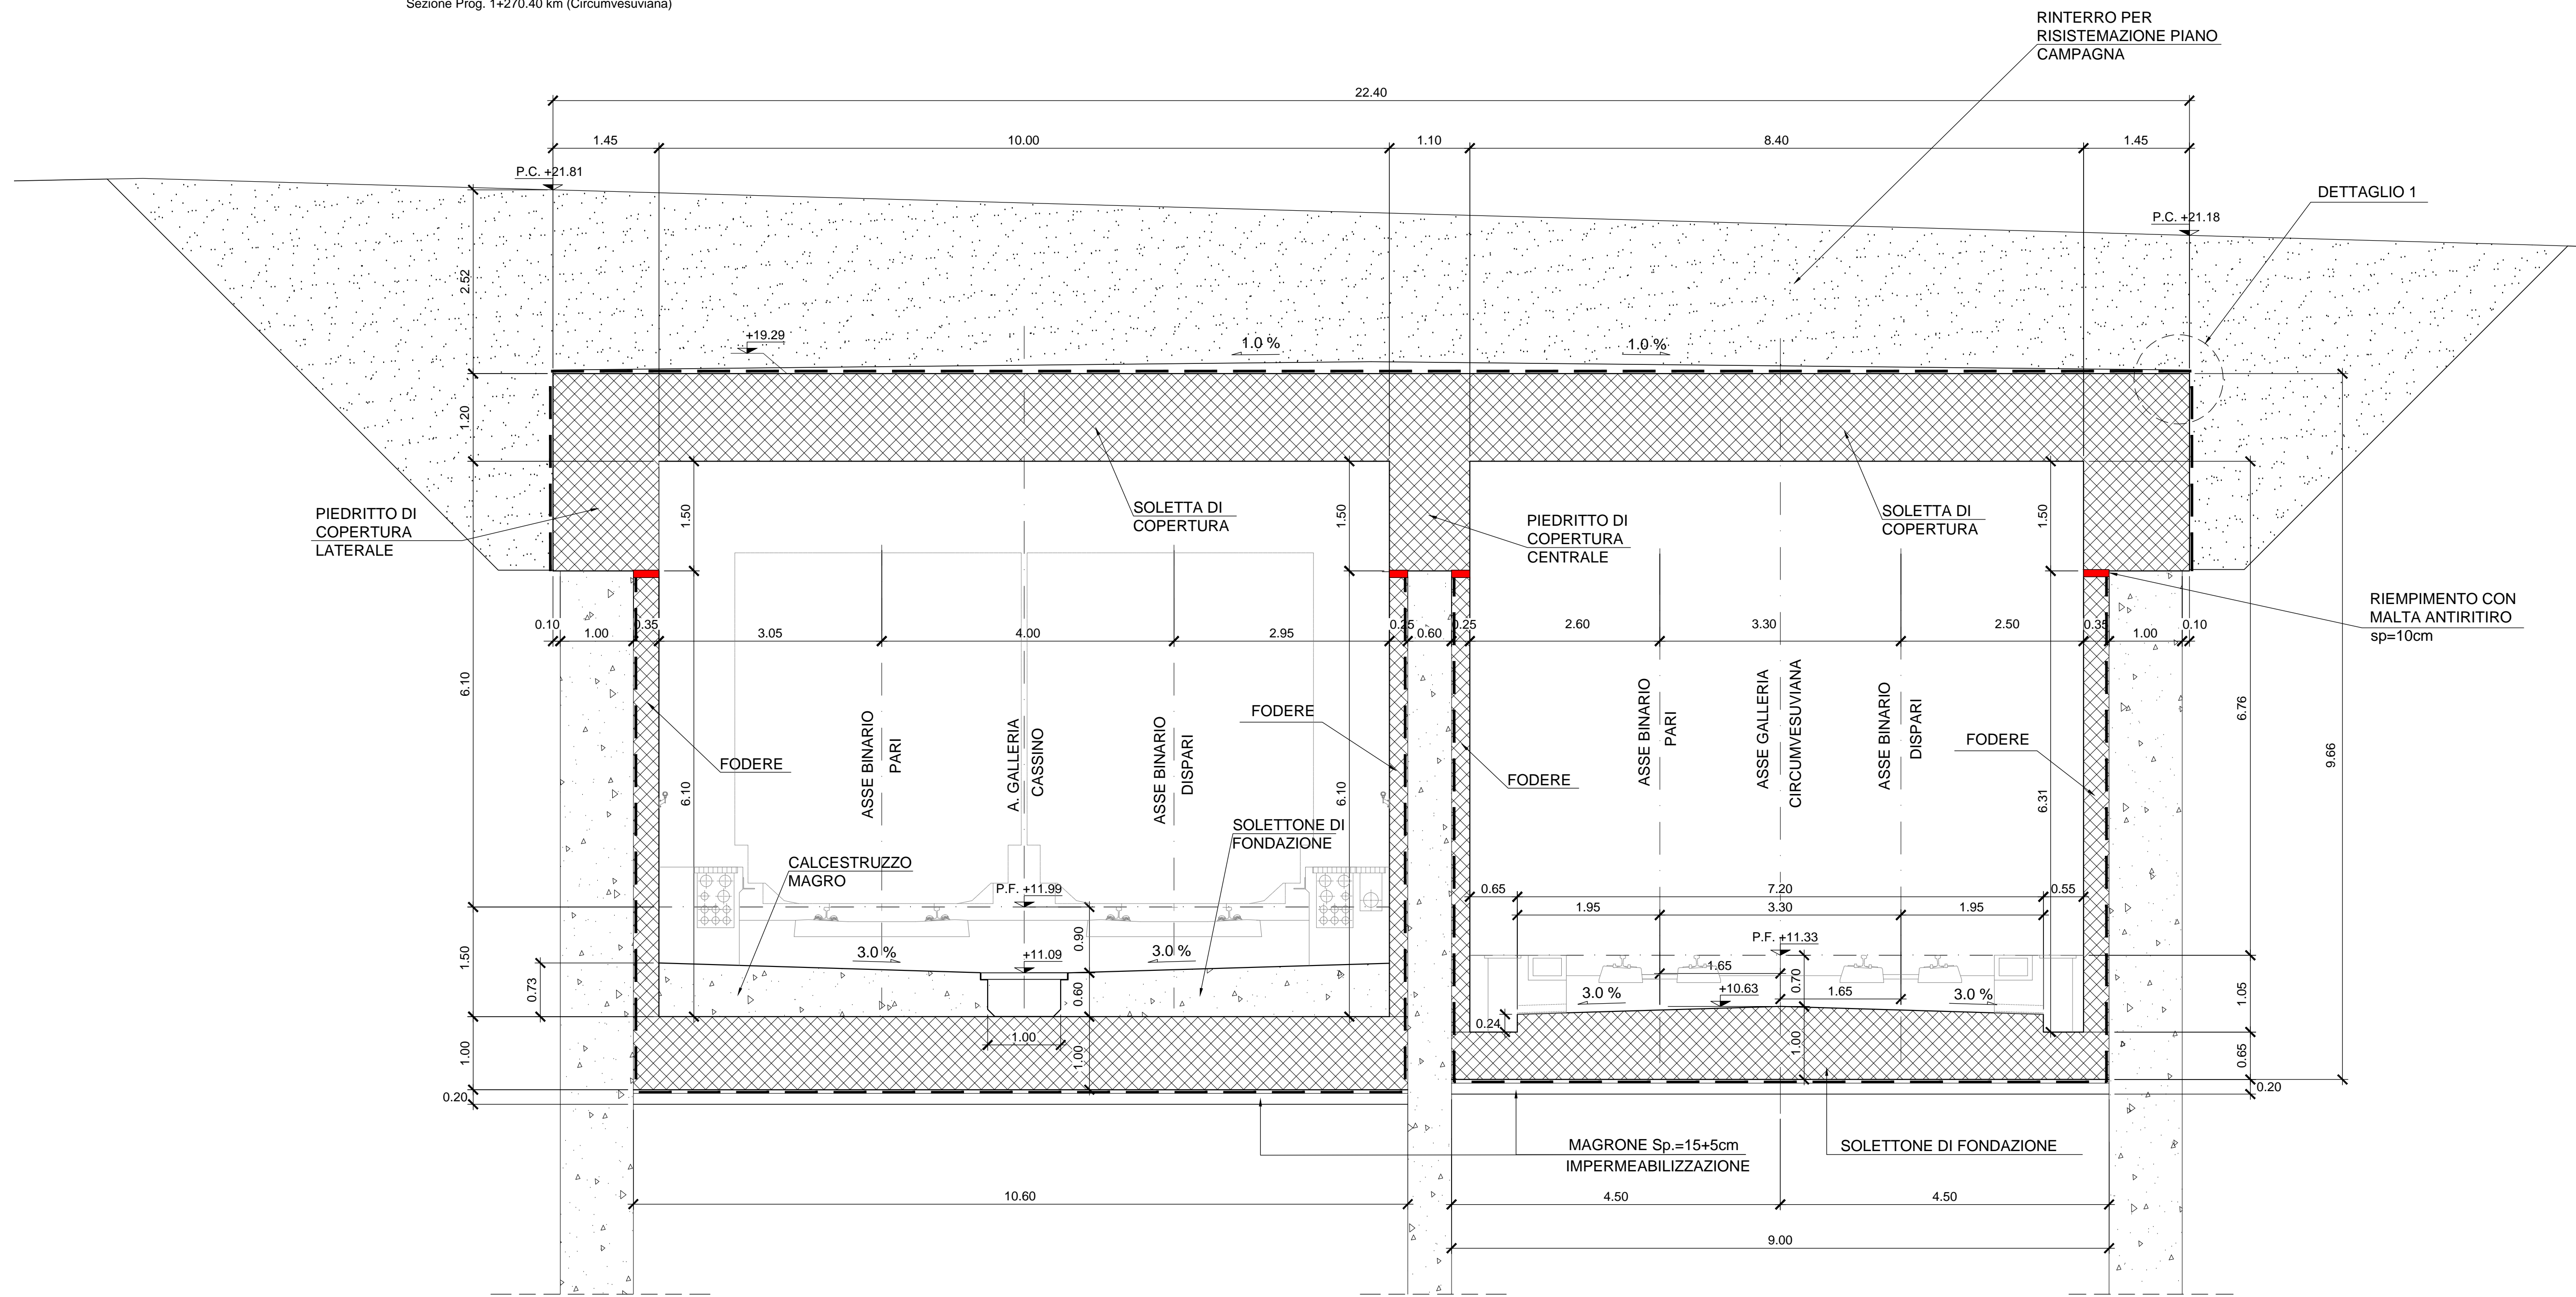 Sezione Prog. 1+270.40 km (Circumvesuviana)
RINTERRO PER
RISISTEMAZIONE PIANO
CAMPAGNA
22.40
1.45
10.00
1.10
8.40
1.45
P.C. +21.81
DETTAGLIO 1
P.C. +21.18
2.52
+19.29
1.0 %
1.0 %
1.20
PIEDRITTO DI
COPERTURA
LATERALE
1.50
SOLETTA DI
COPERTURA
1.50
PIEDRITTO DI
COPERTURA
CENTRALE
SOLETTA DI
COPERTURA
1.50
RIEMPIMENTO CON
MALTA ANTIRITIRO
sp=10cm
0.10
1.00
0.35
3.05
4.00
2.95
0.25
0.60
0.25
2.60
3.30
2.50
0.35
1.00
0.10
6.10
6.10
FODERE
ASSE BINARIO
PARI
A. GALLERIA
CASSINO
ASSE BINARIO
DISPARI
6.10
FODERE
FODERE
ASSE BINARIO
PARI
ASSE GALLERIA
CIRCUMVESUVIANA
ASSE BINARIO
DISPARI
FODERE
6.31
6.76
9.66
CALCESTRUZZO
MAGRO
SOLETTONE DI
FONDAZIONE
P.F. +11.99
0.65
7.20
0.55
1.95
3.30
1.95
P.F. +11.33
1.50
0.73
3.0 %
+11.09
0.90
3.0 %
0.60
1.65
0.70
+10.63
1.65
3.0 %
3.0 %
0.24
1.05
1.00
1.00
1.00
1.00
0.65
0.20
0.20
MAGRONE Sp.=15+5cm
IMPERMEABILIZZAZIONE
SOLETTONE DI FONDAZIONE
10.60
4.50
4.50
9.00